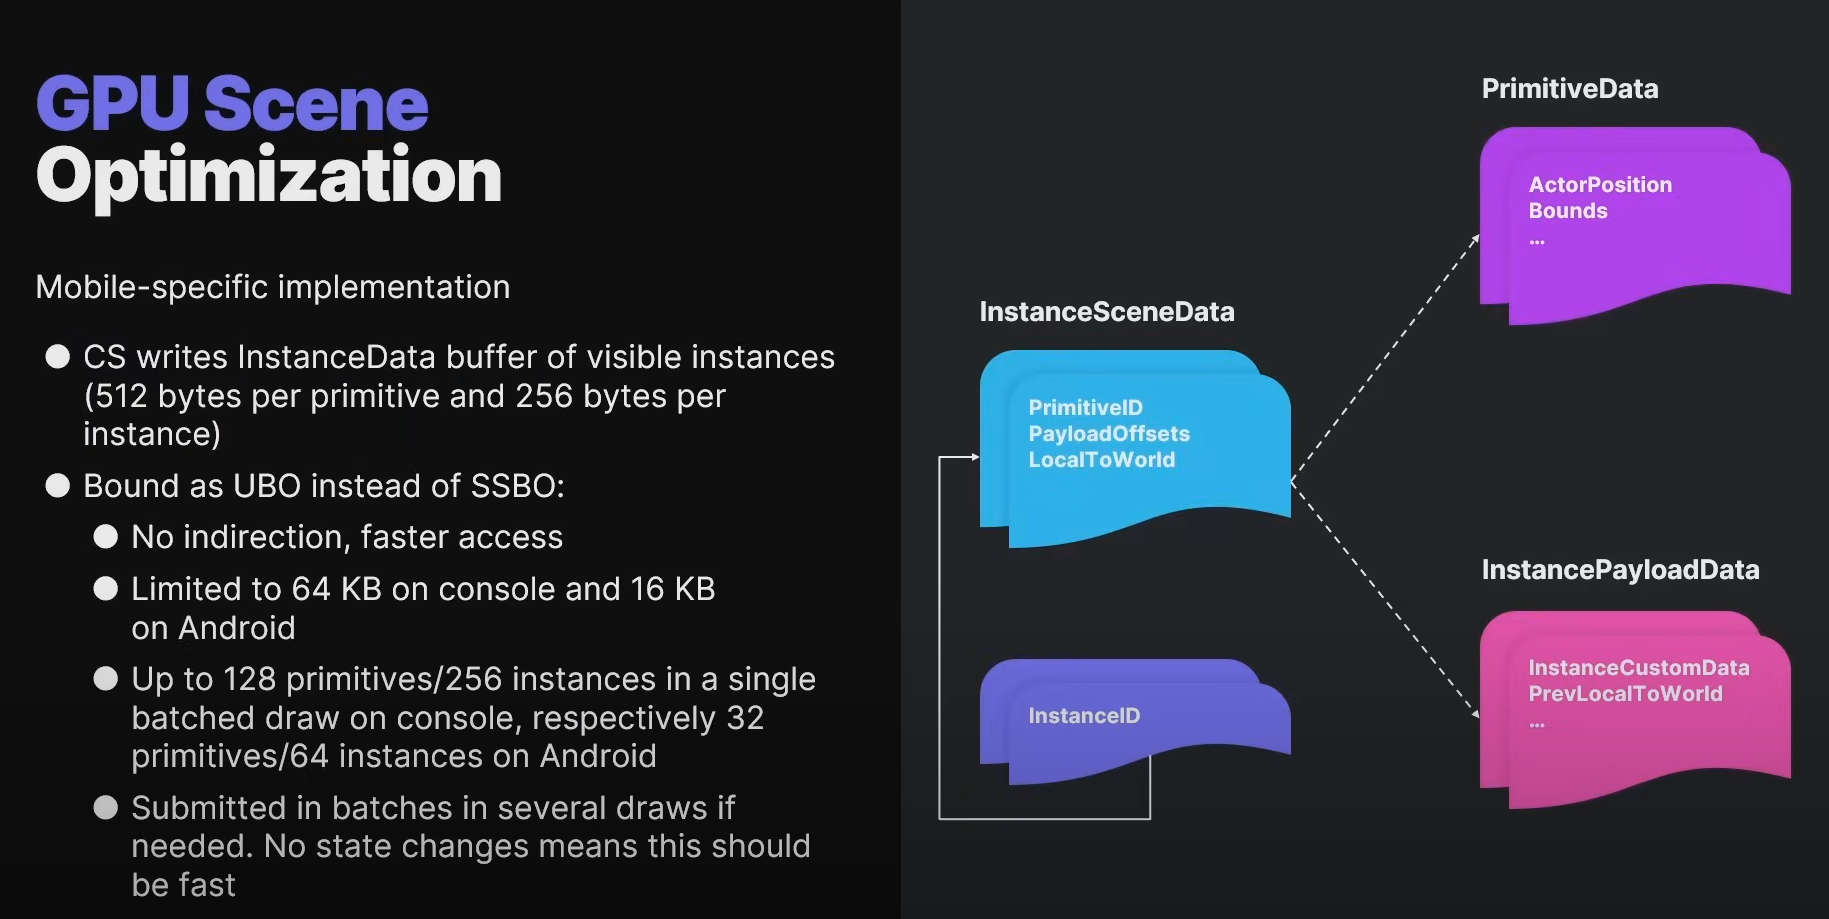 GPU Scene
Optimization
Mobile-specific implementation
● CS writes InstanceData buffer of visible instances
(512 bytes per primitive and 256 bytes per
instance)
● Bound as UBO instead of SSBO:
● No indirection, faster access
● Limited to 64 KB on console and 16 KB
on Android
● Up to 128 primitives/256 instances in a single
batched draw on console, respectively 32
primitives/64 instances on Android
● Submitted in batches in several draws if
needed. No state changes means this should
be fast
PrimitiveData
ActorPosition
Bounds
...
InstanceSceneData
PrimitiveID
PayloadOffsets
LocalToWorld
InstanceID
InstancePayloadData
InstanceCustomData
PrevLocalToWorld
...